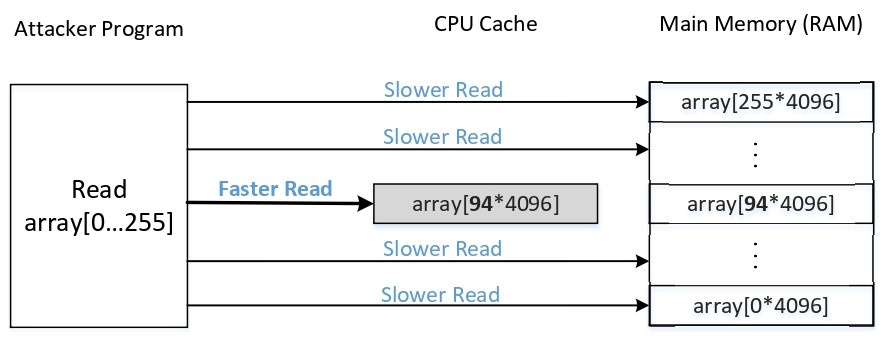 Attacker Program
CPU Cache
Main Memory (RAM)
Slower Read
array[255*4096]
Slower Read
⋮
Read
array[0...255]
Faster Read
array[94*4096]
array[94*4096]
Slower Read
⋮
Slower Read
array[0*4096]